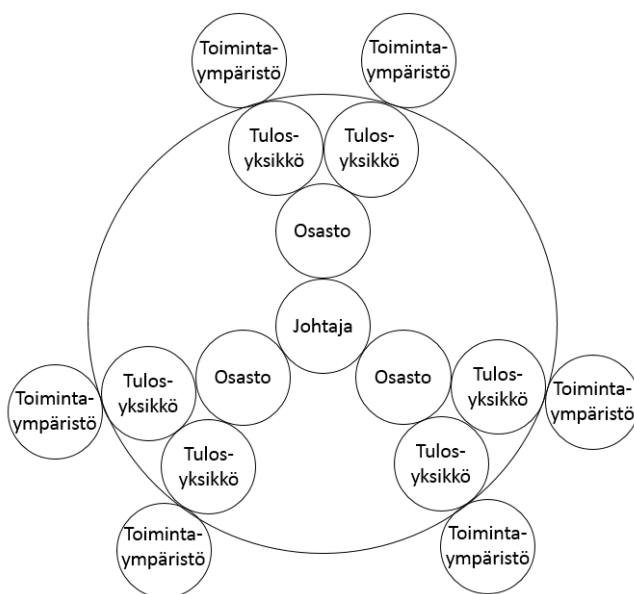 Toiminta-
ympäristö
Toiminta-
ympäristö
Tulos-
yksikkö
Tulos-
yksikkö
Osasto
Johtaja
Osasto
Osasto
Tulos-
yksikkö
Tulos-
yksikkö
Toiminta-
ympäristö
Toiminta-
ympäristö
Tulos-
yksikkö
Tulos-
yksikkö
Toiminta-
ympäristö
Toiminta-
ympäristö